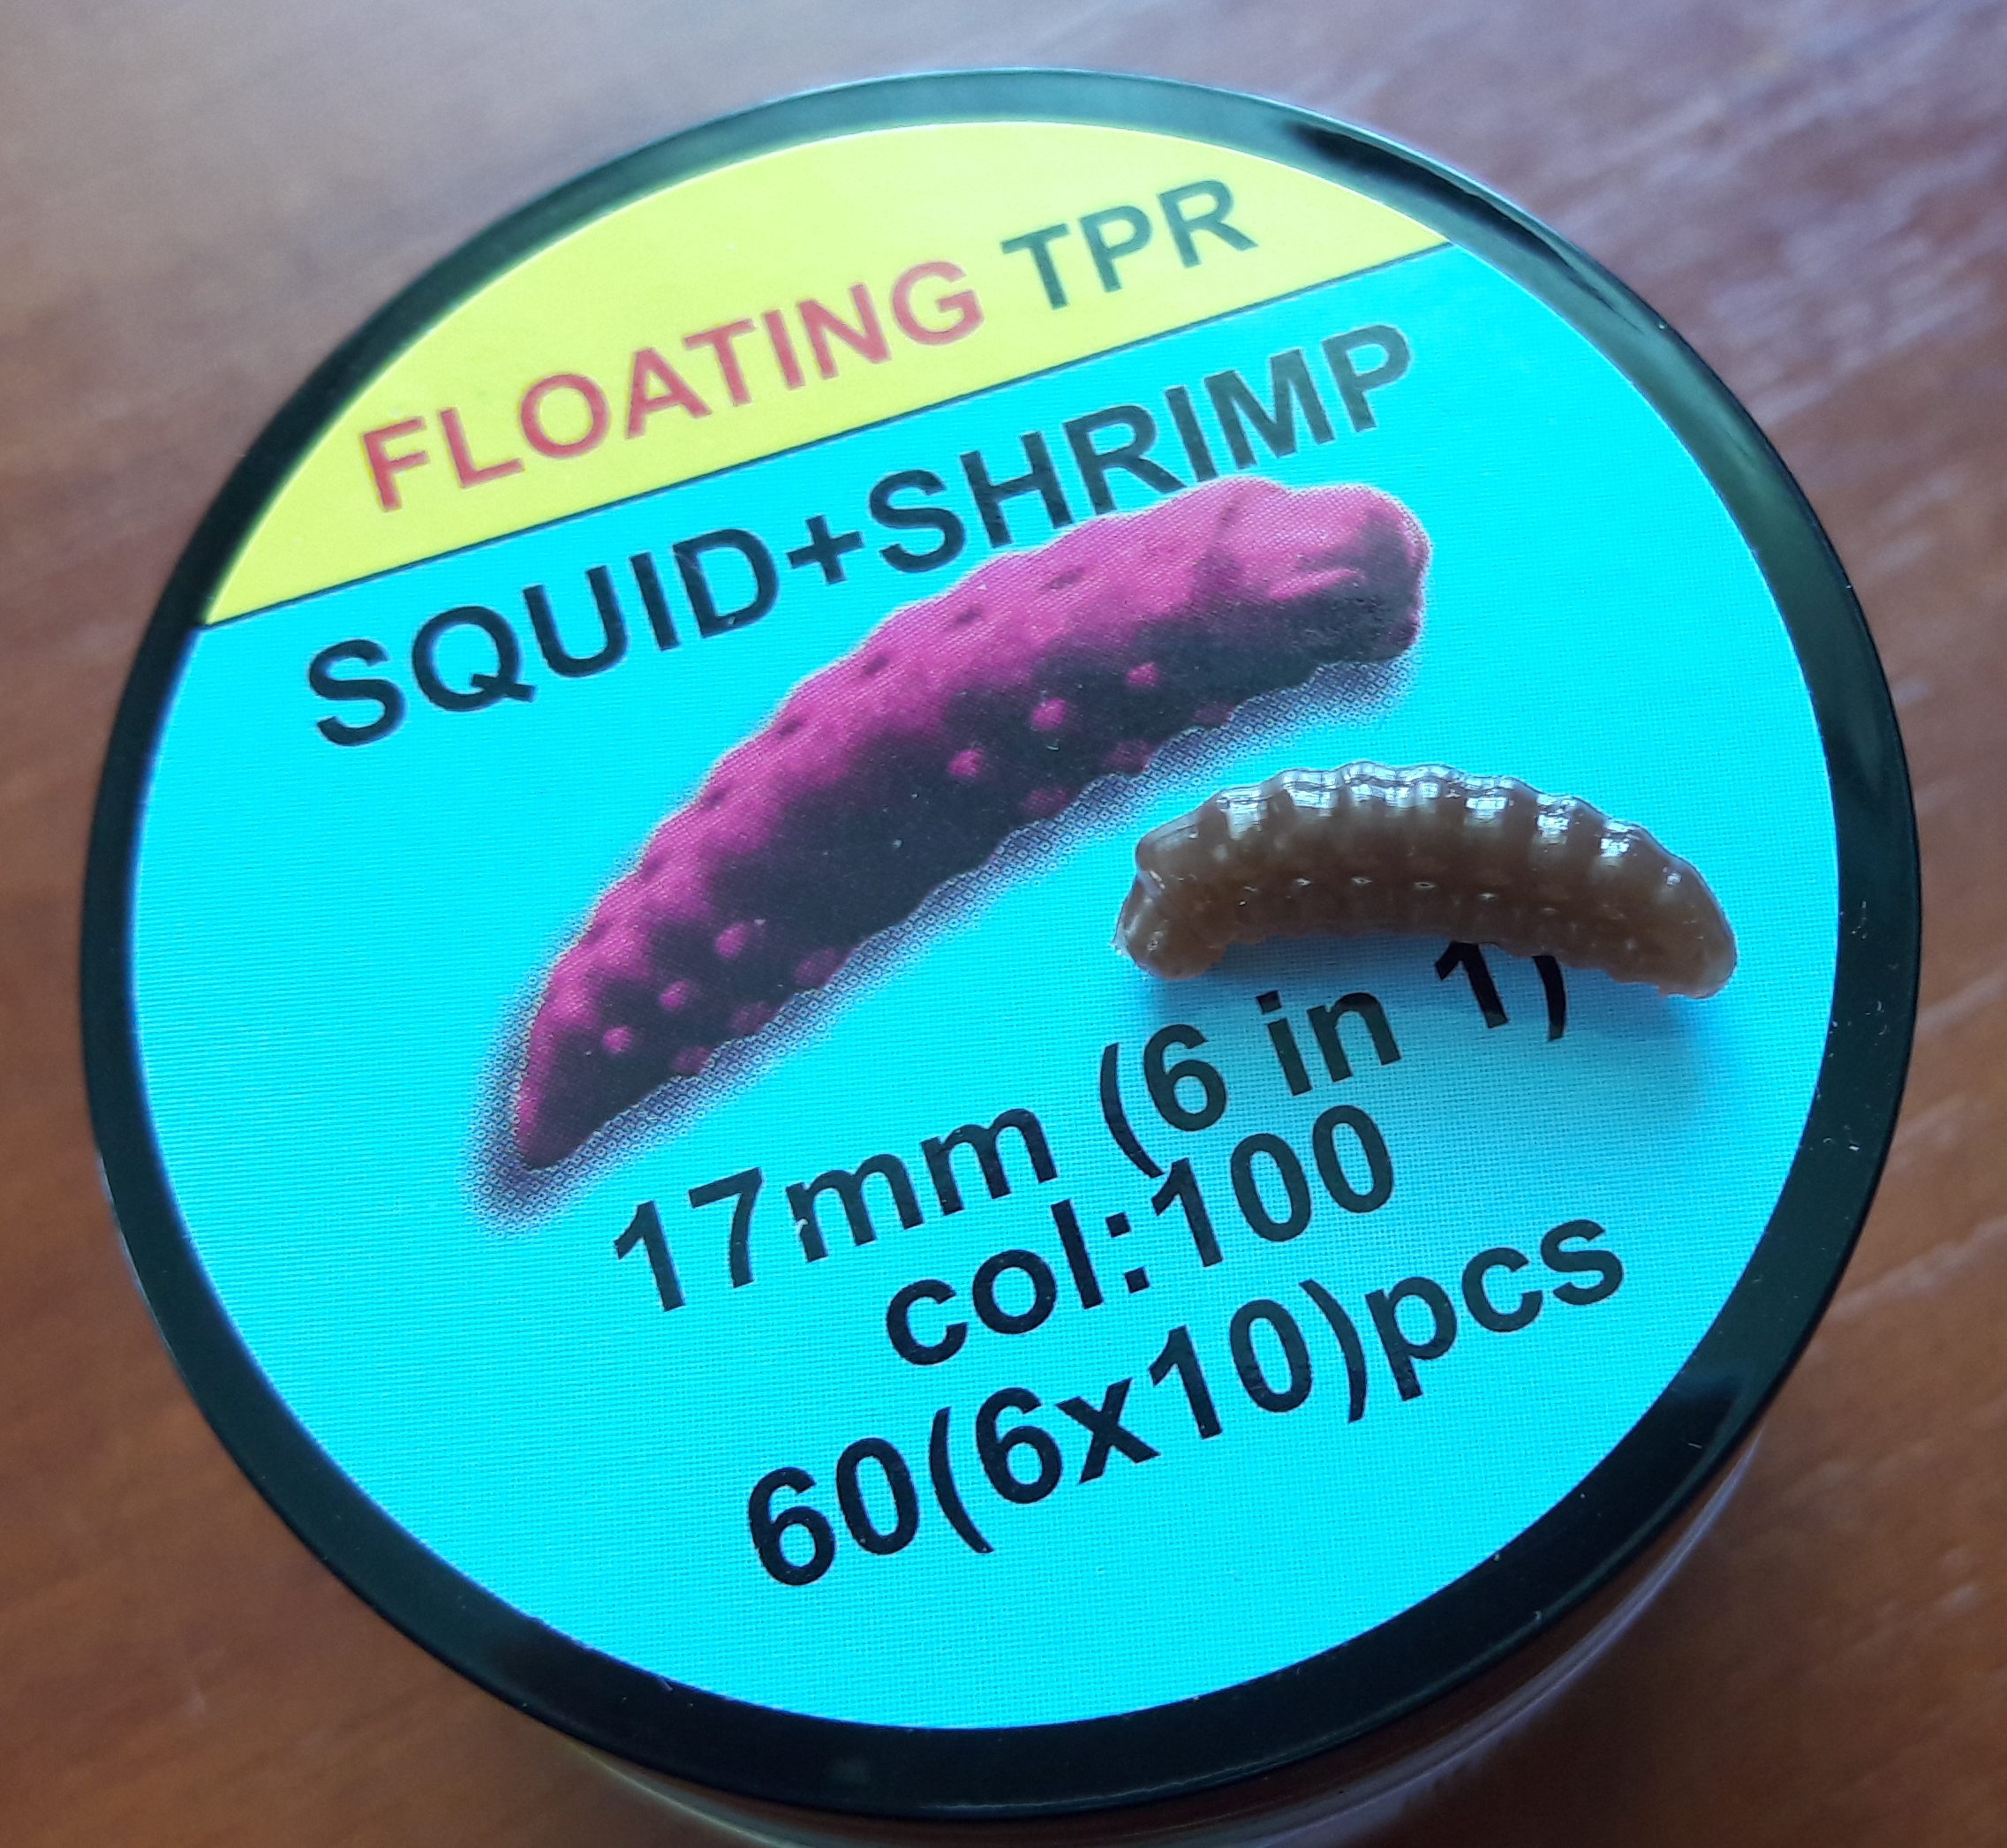 FLOATING TPR
SQUID+SHRIMP
17mm (6 in 1)
col:100
60(6x10)pcs